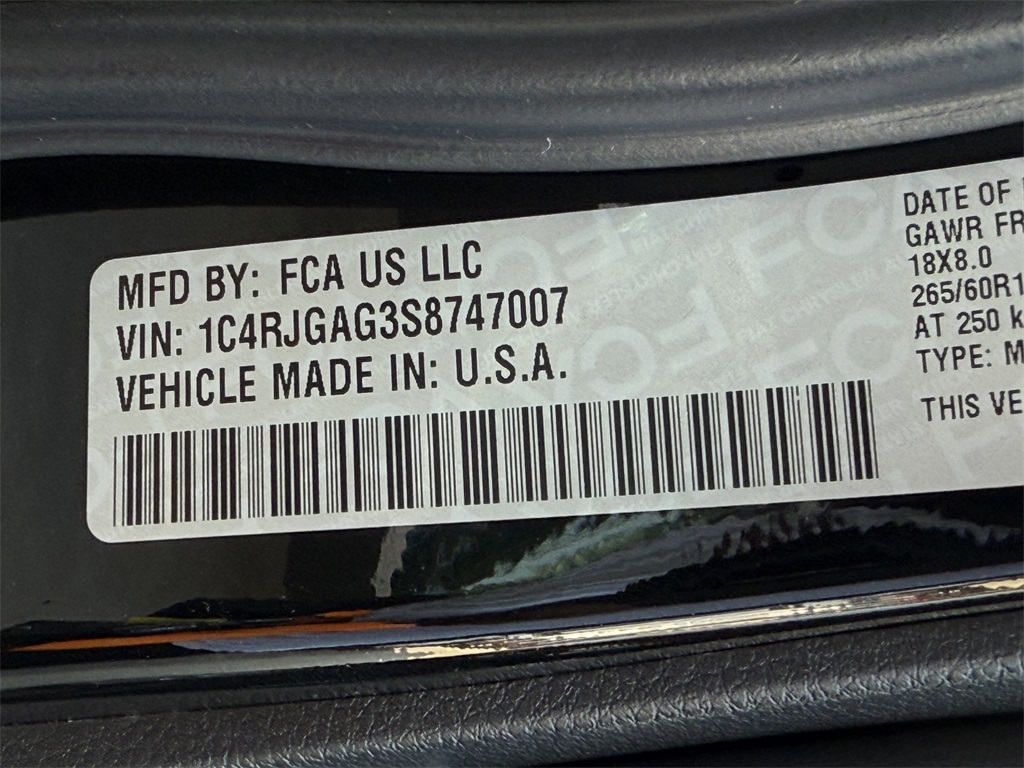 MFD BY: FCA US LLC
VIN: 1C4RJGAG3S8747007
VEHICLE MADE IN: U.S.A.
DATE OF
GAWR FR
18X8.0
265/60R1
AT 250 k
TYPE: M
THIS VE